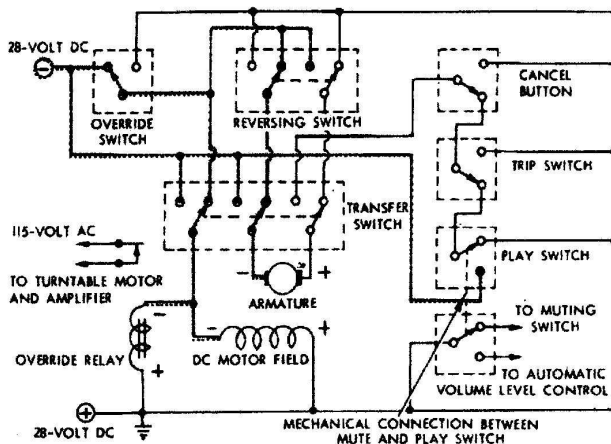 28-VOLT DC
OVERRIDE
SWITCH
REVERSING SWITCH
CANCEL
BUTTON
TRIP SWITCH
TRANSFER
SWITCH
115-VOLT AC
TO TURNTABLE MOTOR
AND AMPLIFIER
ARMATURE
PLAY SWITCH
OVERRIDE RELAY
DC MOTOR FIELD
TO MUTING
SWITCH
TO AUTOMATIC
VOLUME LEVEL CONTROL
28-VOLT DC
MECHANICAL CONNECTION BETWEEN
MUTE AND PLAY SWITCH